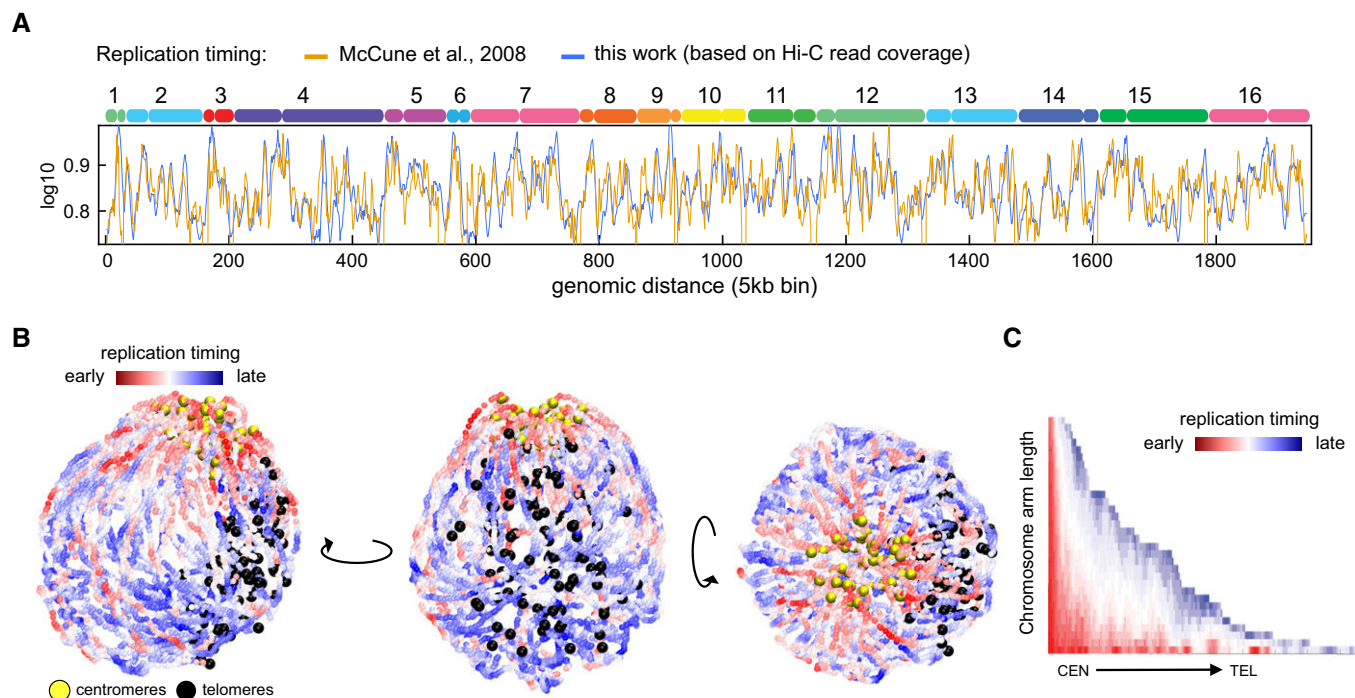 A
Replication timing: McCune et al., 2008 this work (based on Hi-C read coverage)
1 2 3 4 5 6 7 8 9 10 11 12 13 14 15 16
log10
0.9
0.8
0 200 400 600 800 1000 1200 1400 1600 1800
genomic distance (5kb bin)
B
replication timing
early late
centromeres telomeres
C
replication timing
early late
Chromosome arm length
CEN TEL